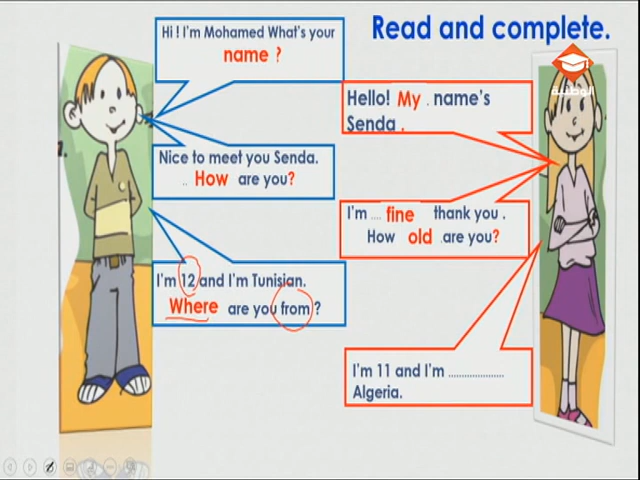 Read and complete.
الوطنية
Hi ! I'm Mohamed What's your
name ?
Hello! My . name's
Senda .
Nice to meet you Senda.
.. How are you?
I'm .... fine thank you .
How old .are you?
I'm 12 and I'm Tunisian.
Where are you from ?
I'm 11 and I'm ....................
Algeria.